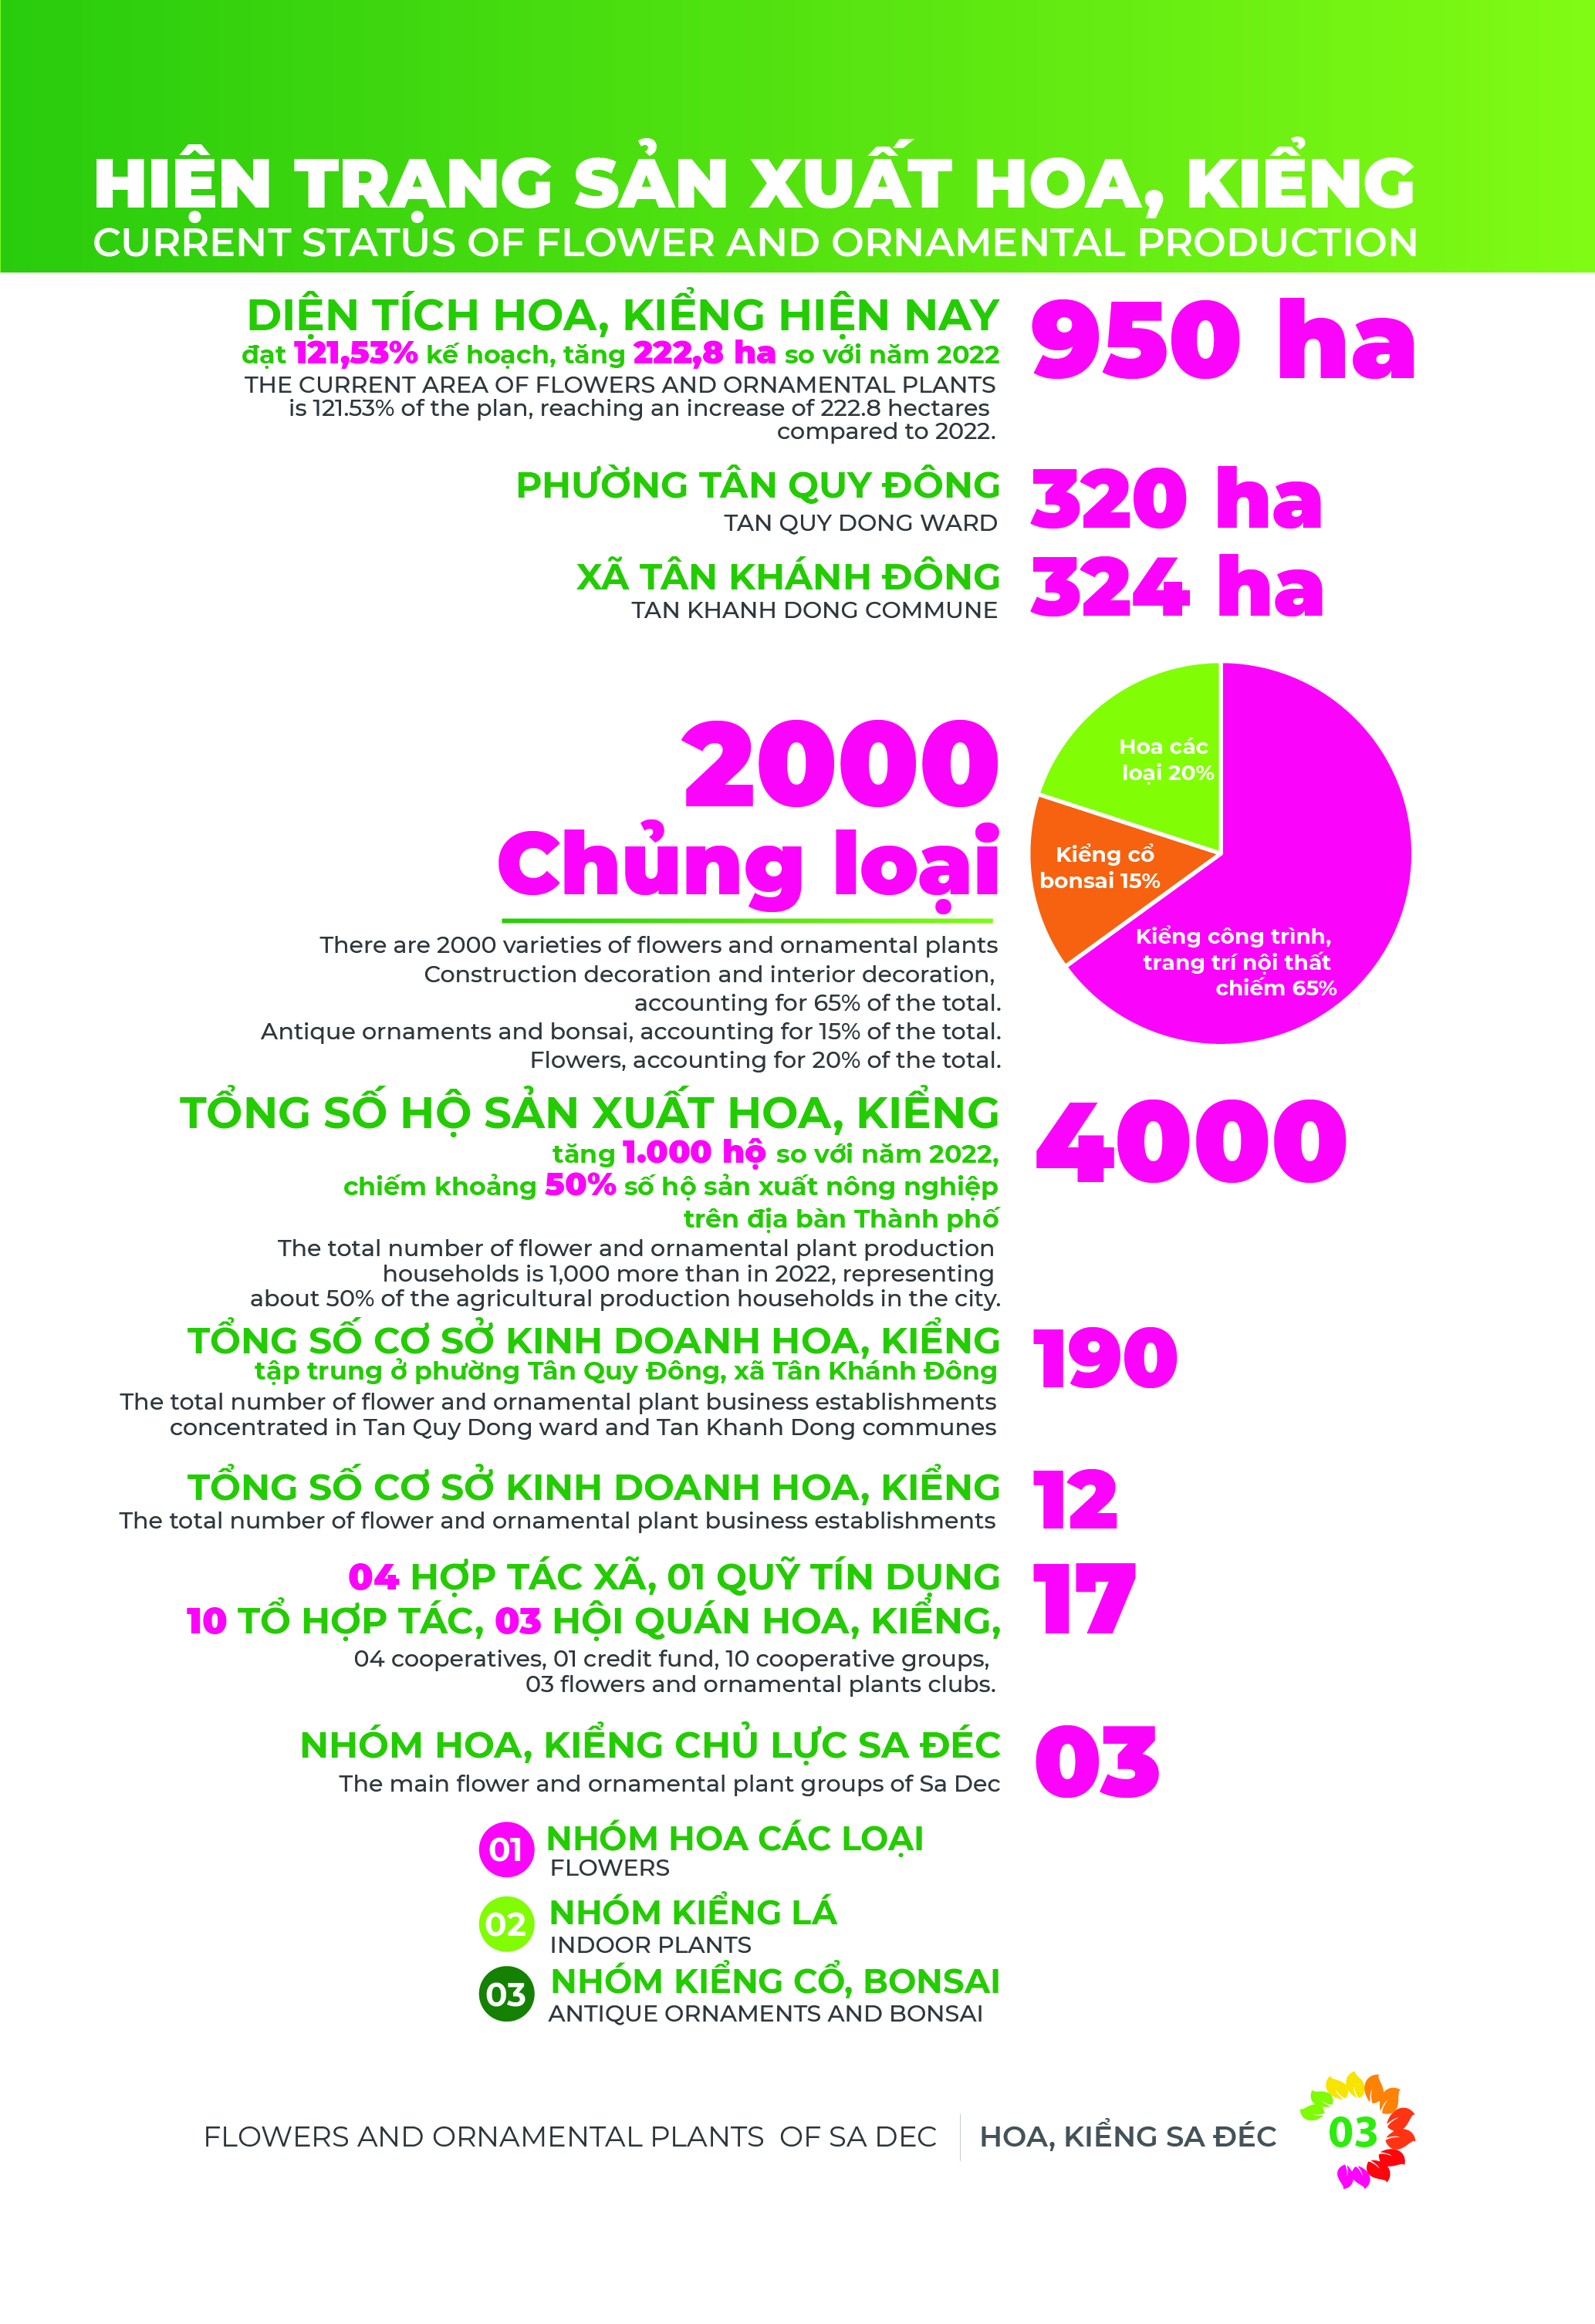 HIỆN TRẠNG SẢN XUẤT HOA, KIỂNG
CURRENT STATUS OF FLOWER AND ORNAMENTAL PRODUCTION
DIỆN TÍCH HOA, KIỂNG HIỆN NAY
950 ha
đạt 121,53% kế hoạch, tăng 222,8 ha so với năm 2022
THE CURRENT AREA OF FLOWERS AND ORNAMENTAL PLANTS
is 121.53% of the plan, reaching an increase of 222.8 hectares
compared to 2022.
PHƯỜNG TÂN QUY ĐÔNG
320 ha
TAN QUY DONG WARD
XÃ TÂN KHÁNH ĐÔNG
324 ha
TAN KHANH DONG COMMUNE
2000
Chủng loại
There are 2000 varieties of flowers and ornamental plants
Construction decoration and interior decoration,
accounting for 65% of the total.
Antique ornaments and bonsai, accounting for 15% of the total.
Flowers, accounting for 20% of the total.
Hoa các
loại 20%
Kiểng cổ
bonsai 15%
Kiểng công trình,
trang trí nội thất
chiếm 65%
TỔNG SỐ HỘ SẢN XUẤT HOA, KIỂNG
4000
tăng 1.000 hộ so với năm 2022,
chiếm khoảng 50% số hộ sản xuất nông nghiệp
trên địa bàn Thành phố
The total number of flower and ornamental plant production
households is 1,000 more than in 2022, representing
about 50% of the agricultural production households in the city.
TỔNG SỐ CƠ SỞ KINH DOANH HOA, KIỂNG
190
tập trung ở phường Tân Quy Đông, xã Tân Khánh Đông
The total number of flower and ornamental plant business establishments
concentrated in Tan Quy Dong ward and Tan Khanh Dong communes
TỔNG SỐ CƠ SỞ KINH DOANH HOA, KIỂNG
12
The total number of flower and ornamental plant business establishments
04 HỢP TÁC XÃ, 01 QUỸ TÍN DỤNG
17
10 TỔ HỢP TÁC, 03 HỘI QUÁN HOA, KIỂNG,
04 cooperatives, 01 credit fund, 10 cooperative groups,
03 flowers and ornamental plants clubs.
NHÓM HOA, KIỂNG CHỦ LỰC SA ĐÉC
03
The main flower and ornamental plant groups of Sa Dec
01
NHÓM HOA CÁC LOẠI
FLOWERS
02
NHÓM KIỂNG LÁ
INDOOR PLANTS
03
NHÓM KIỂNG CỔ, BONSAI
ANTIQUE ORNAMENTS AND BONSAI
FLOWERS AND ORNAMENTAL PLANTS OF SA DEC
HOA, KIỂNG SA ĐÉC
03